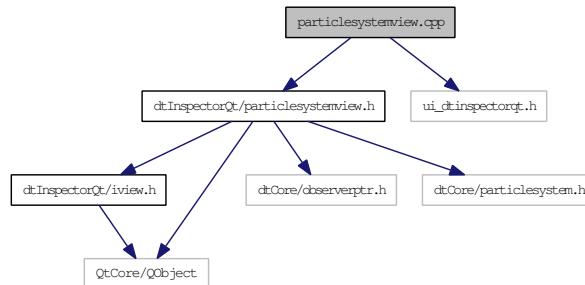 particlesystemview.cpp
dtInspectorQt/particlesystemview.h
ui_dtinspectorqt.h
dtInspectorQt/iview.h
dtCore/observerptr.h
dtCore/particlesystem.h
QtCore/QObject